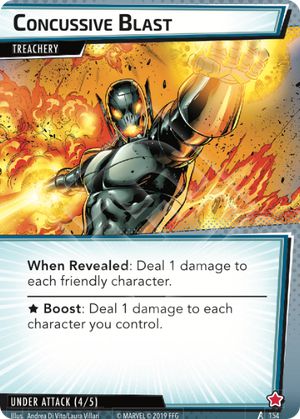 CONCUSSIVE BLAST
TREACHERY
When Revealed: Deal 1 damage to
each friendly character.
★ Boost: Deal 1 damage to each
character you control.
UNDER ATTACK (4/5)
Illus. Andrea Di Vito/Laura Villari © MARVEL © 2019 FFG 154